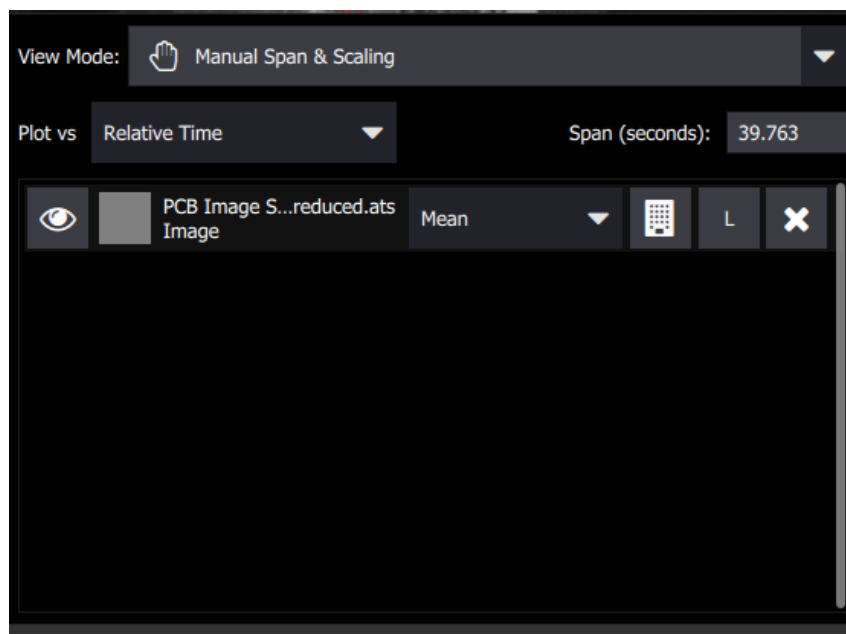 View Mode: Manual Span & Scaling
Plot vs Relative Time Span (seconds): 39.763
PCB Image S...reduced.ats
Image
Mean
L